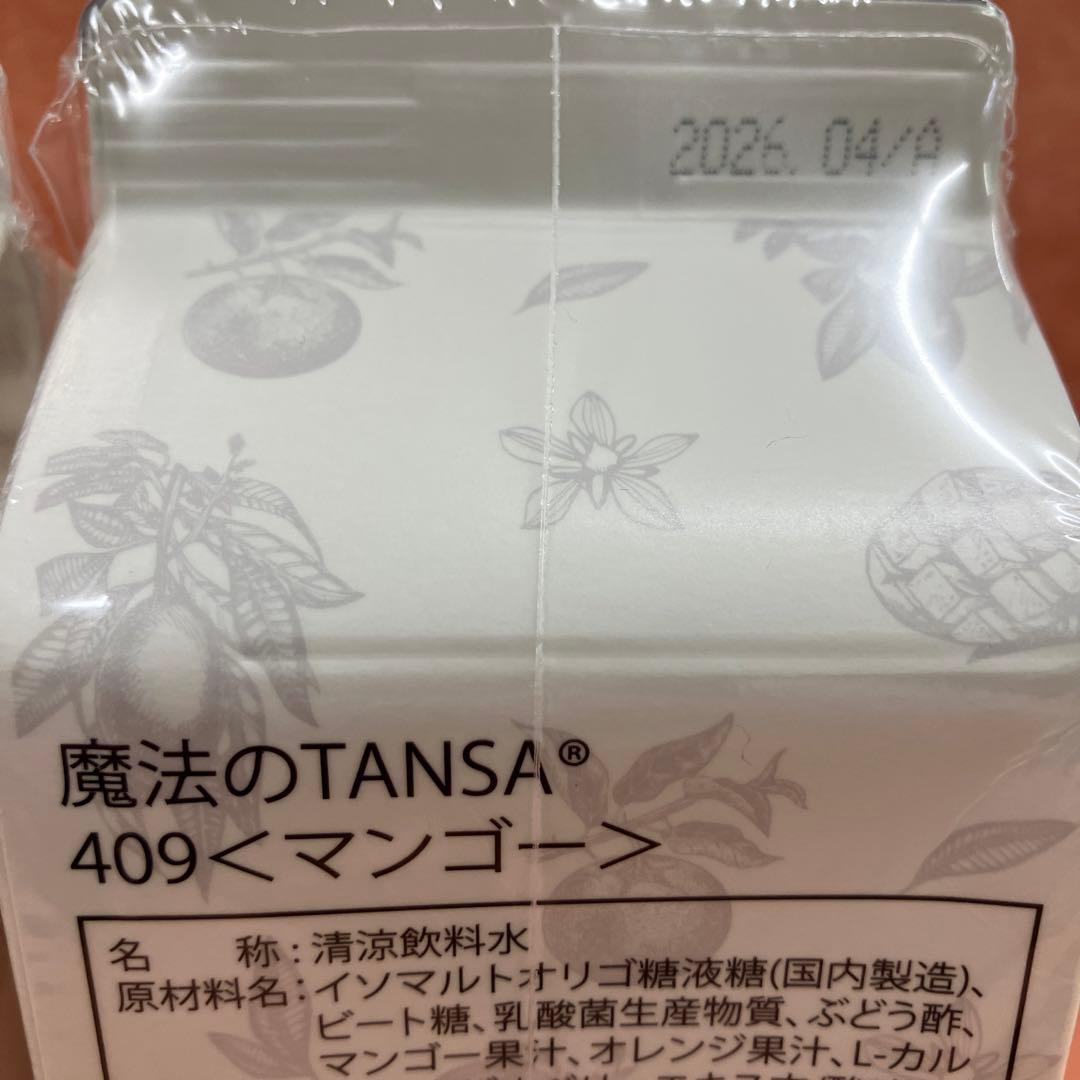 2026.04/A
魔法のTANSA®
409＜マンゴー＞
名　称：清涼飲料水
原材料名：イソマルトオリゴ糖液糖(国内製造)、
ビート糖、乳酸菌生産物質、ぶどう酢、
マンゴー果汁、オレンジ果汁、L-カル